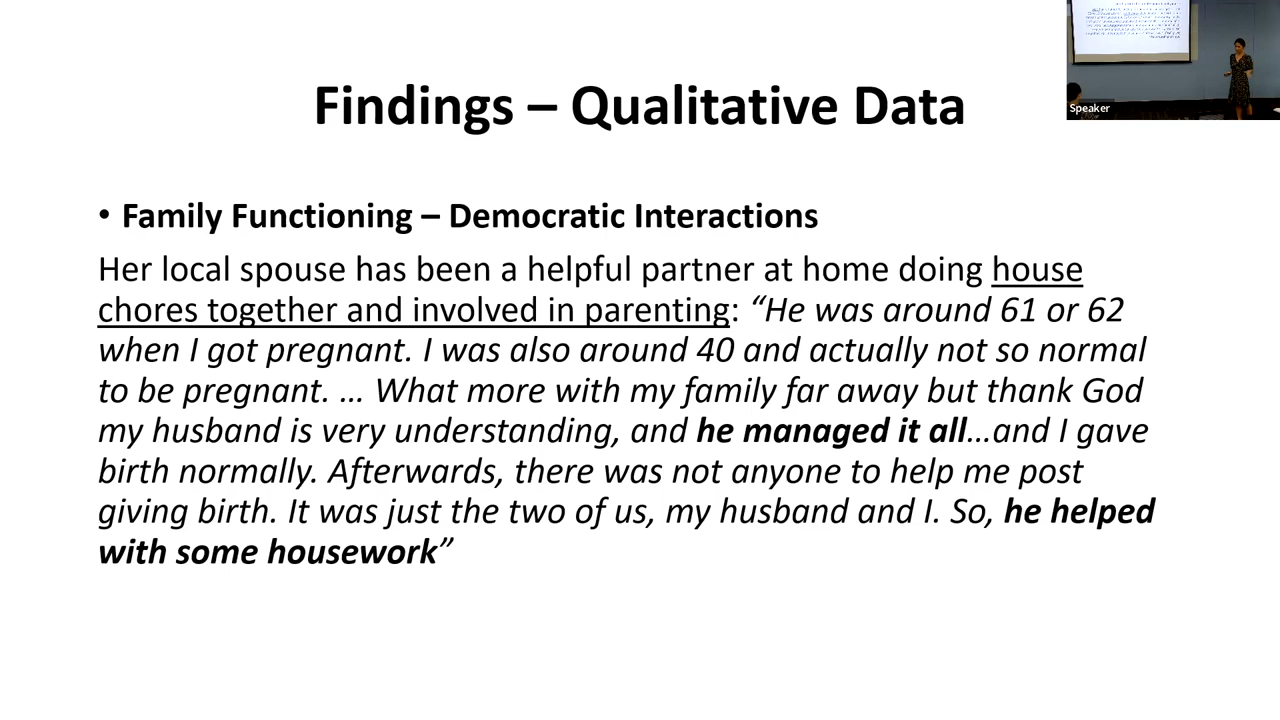 Findings – Qualitative Data
Speaker
• Family Functioning – Democratic Interactions
Her local spouse has been a helpful partner at home doing house
chores together and involved in parenting: “He was around 61 or 62
when I got pregnant. I was also around 40 and actually not so normal
to be pregnant. … What more with my family far away but thank God
my husband is very understanding, and he managed it all…and I gave
birth normally. Afterwards, there was not anyone to help me post
giving birth. It was just the two of us, my husband and I. So, he helped
with some housework”